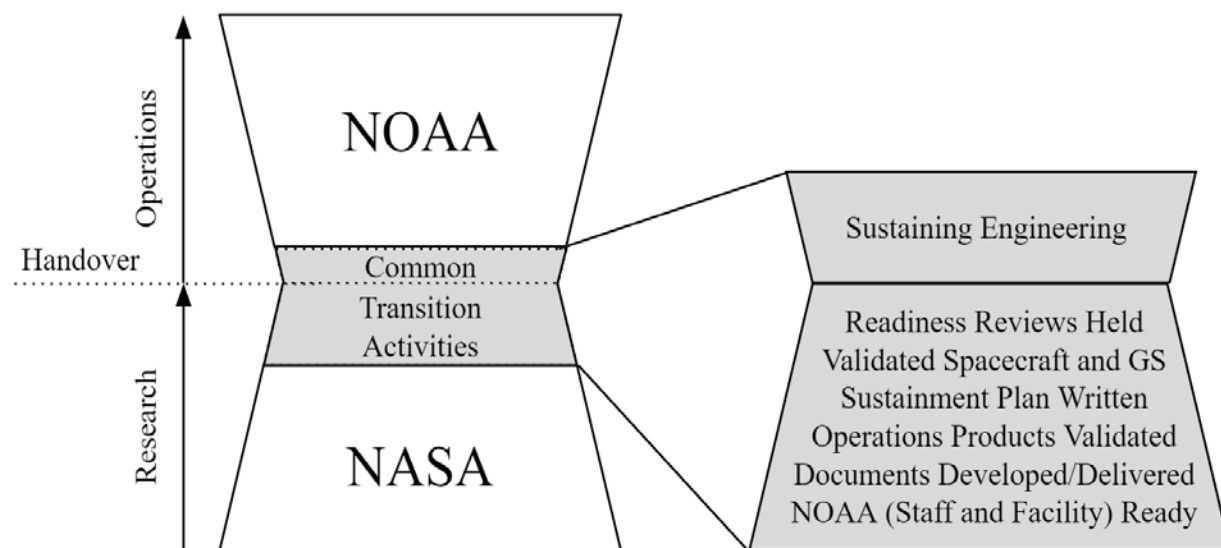 Operations
NOAA
Handover
Common
Transition
Activities
Research
NASA
Sustaining Engineering
Readiness Reviews Held
Validated Spacecraft and GS
Sustainment Plan Written
Operations Products Validated
Documents Developed/Delivered
NOAA (Staff and Facility) Ready